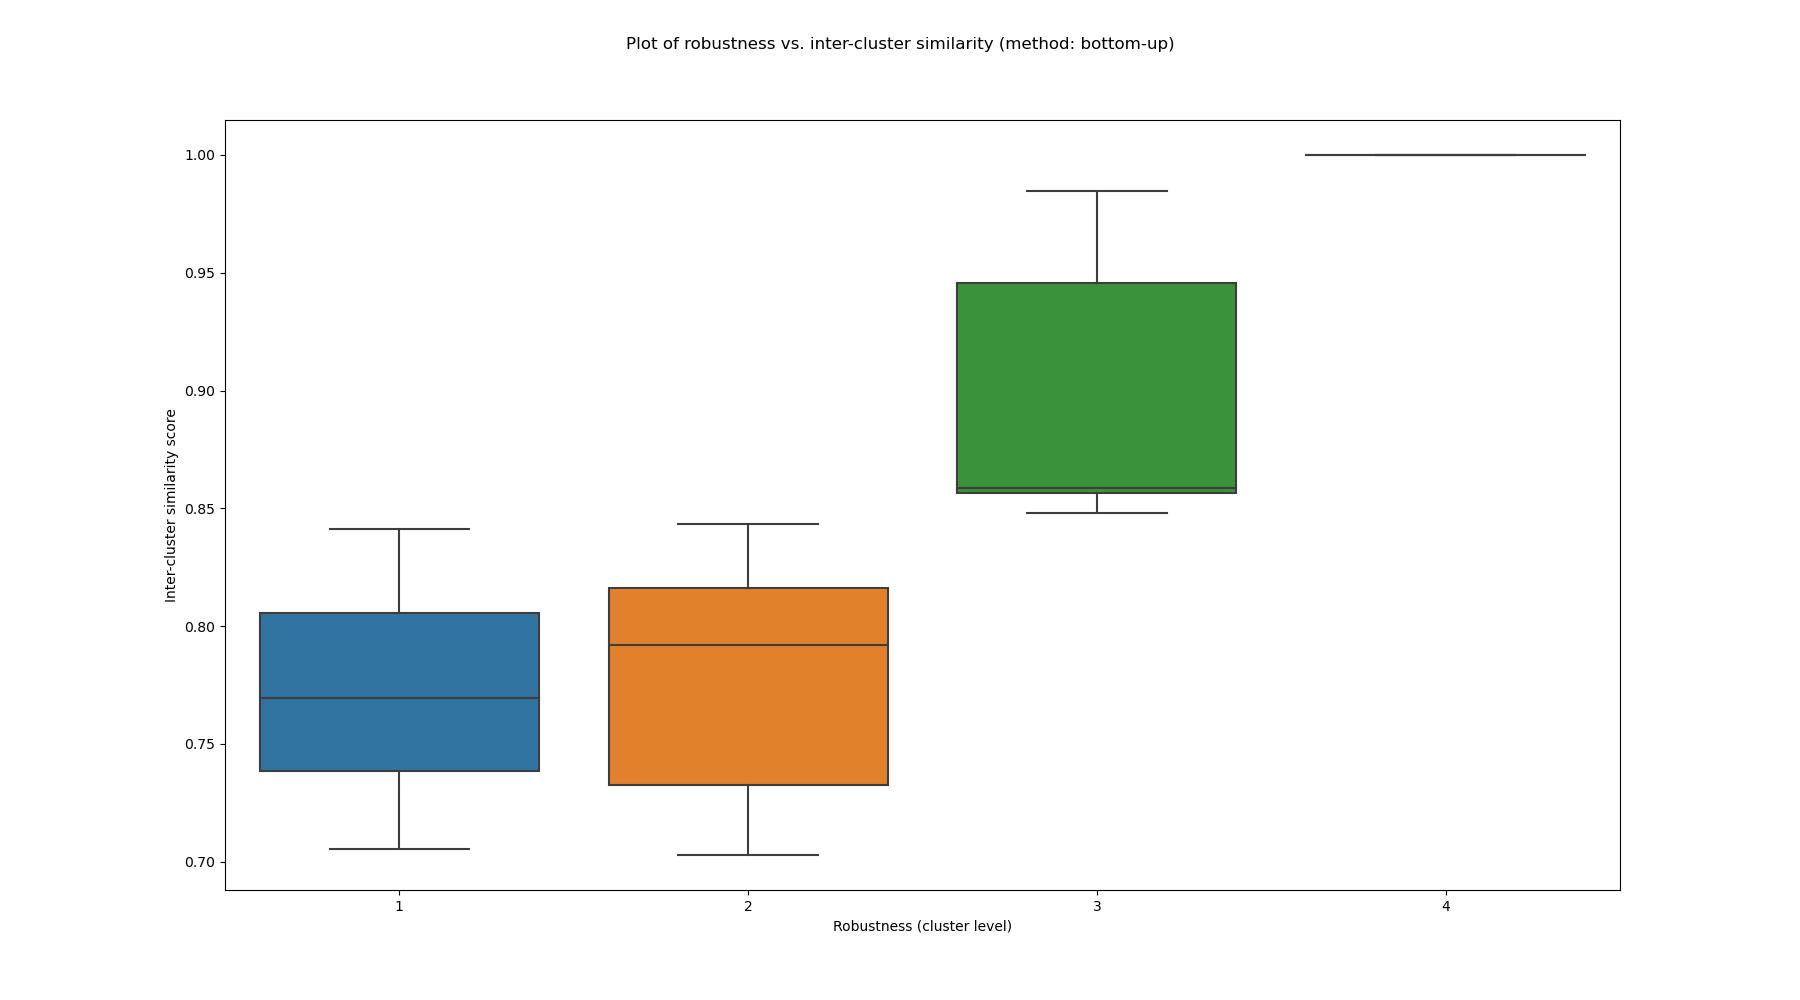 Plot of robustness vs. inter-cluster similarity (method: bottom-up)
1.00
0.95
0.90
0.85
0.80
0.75
0.70
Inter-cluster similarity score
1 2 3 4
Robustness (cluster level)